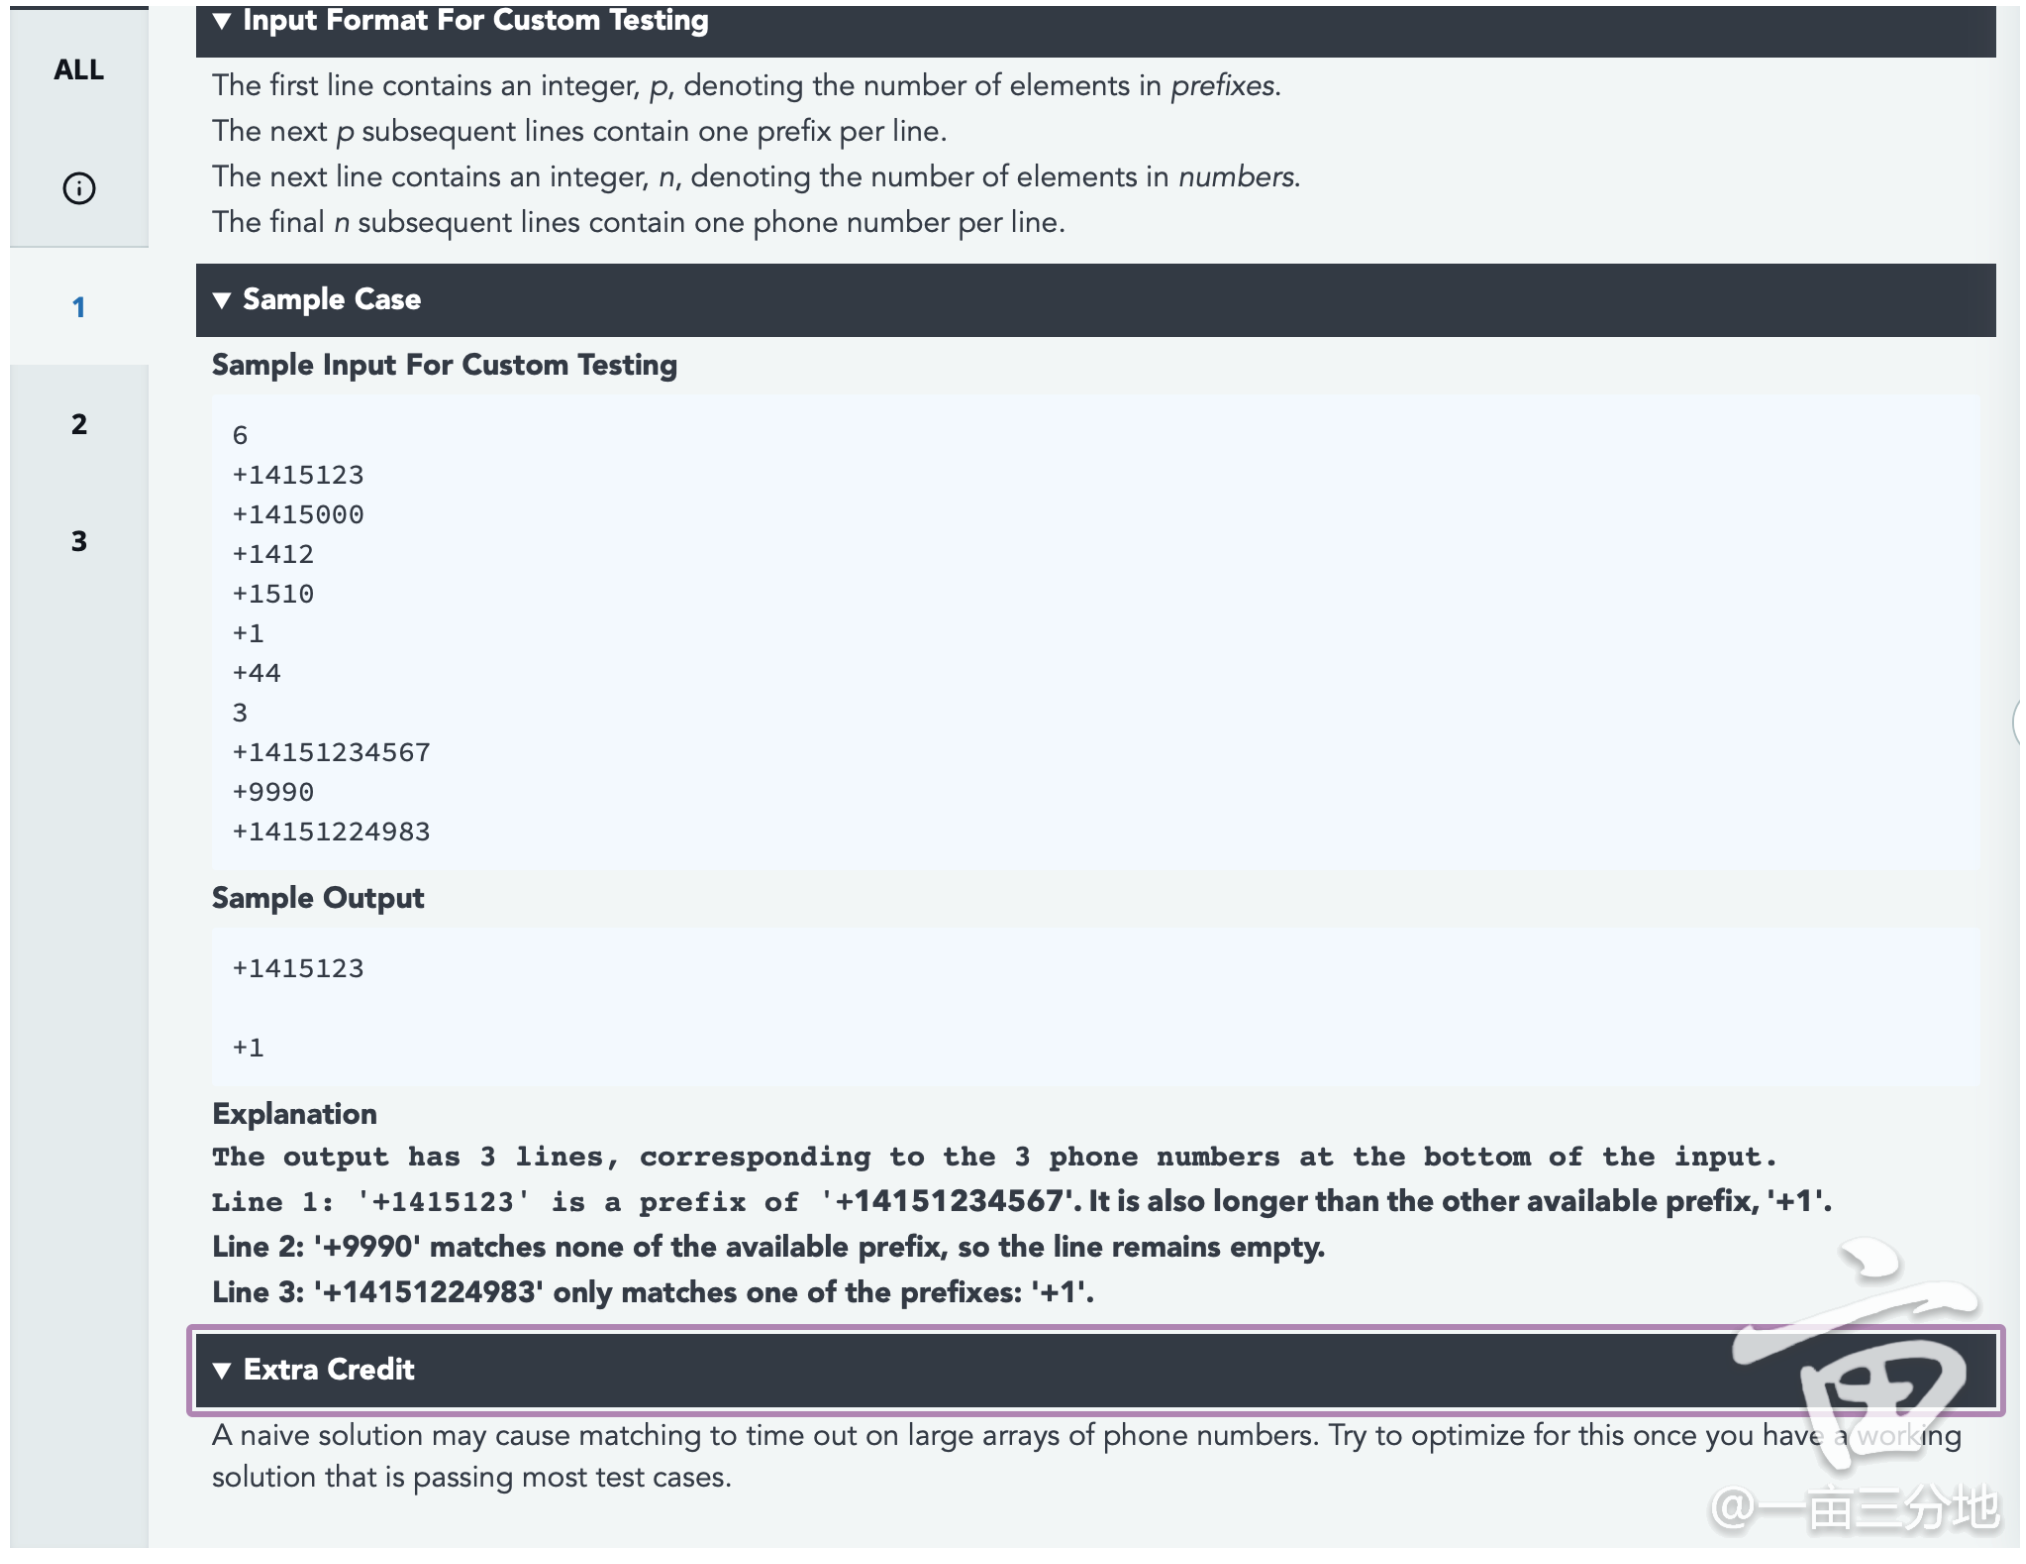 ▼ Input Format For Custom Testing
ALL
The first line contains an integer, p, denoting the number of elements in prefixes.
The next p subsequent lines contain one prefix per line.
The next line contains an integer, n, denoting the number of elements in numbers.
The final n subsequent lines contain one phone number per line.
1
2
3
▼ Sample Case
Sample Input For Custom Testing
6
+1415123
+1415000
+1412
+1510
+1
+44
3
+14151234567
+9990
+14151224983
Sample Output
+1415123
+1
Explanation
The output has 3 lines, corresponding to the 3 phone numbers at the bottom of the input.
Line 1: '+1415123' is a prefix of '+14151234567'. It is also longer than the other available prefix, '+1'.
Line 2: '+9990' matches none of the available prefix, so the line remains empty.
Line 3: '+14151224983' only matches one of the prefixes: '+1'.
▼ Extra Credit
A naive solution may cause matching to time out on large arrays of phone numbers. Try to optimize for this once you have a working
solution that is passing most test cases.
亩
@一亩三分地